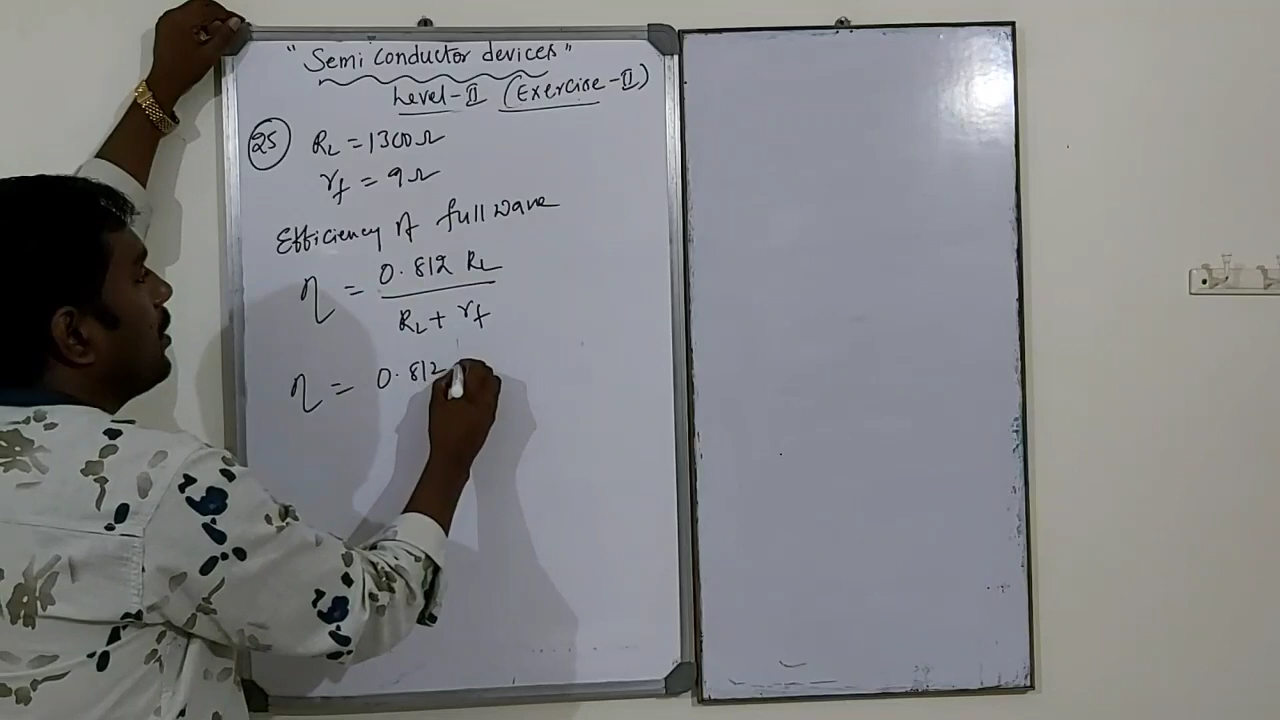 "Semi Conductor devices"
Level-II (Exercise-II)
25 RL = 1300Ω
rf = 9Ω
Efficiency of full wave
η = 0.812 RL / RL + rf
η = 0.812